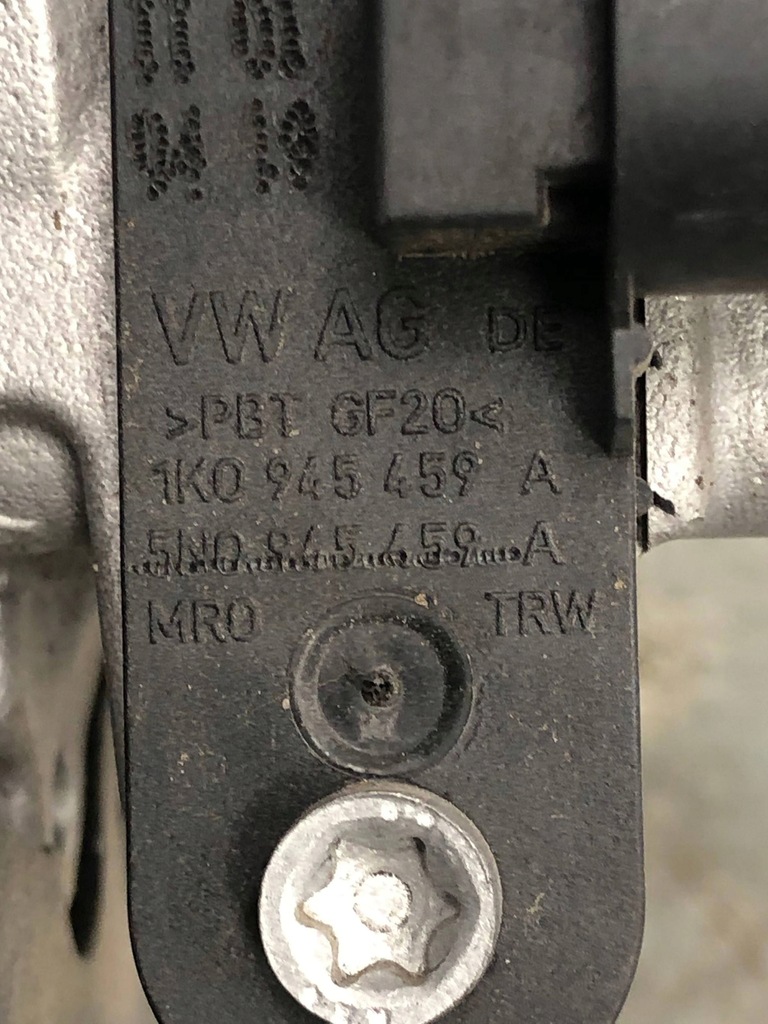 VW AG DE
>PBT GF20<
1K0 945 459 A
5N0 945 459 A
MRO TRW